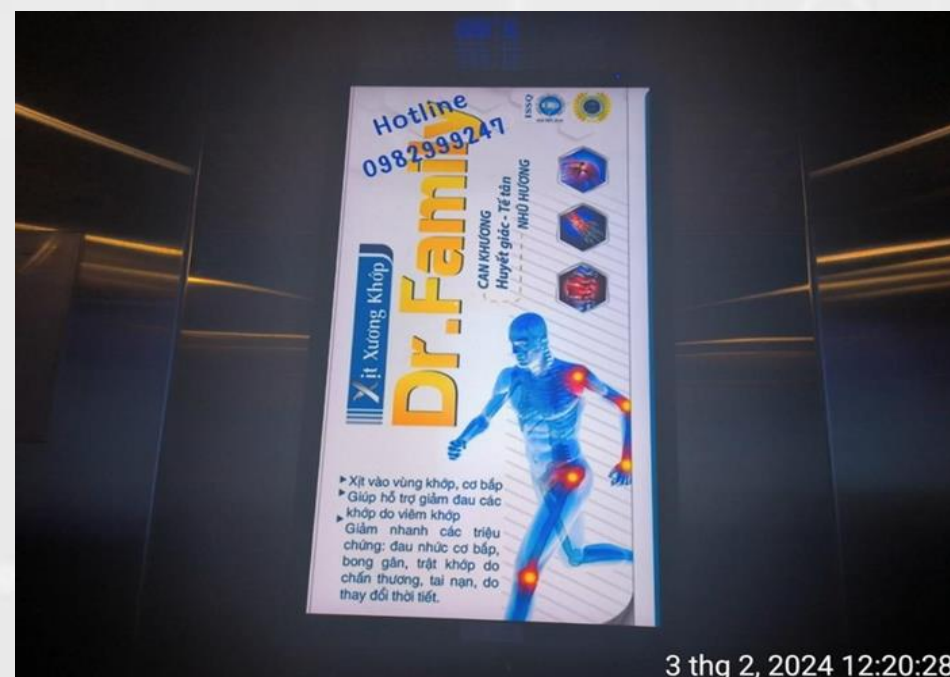 Hotline
0982999247
ISSQ
Xịt Xương Khớp
Dr.Family
CAN KHƯƠNG
Huyết giác - Tế tân
NHŨ HƯƠNG
Xịt vào vùng khớp, cơ bắp
Giúp hỗ trợ giảm đau các
khớp do viêm khớp
Giảm nhanh các triệu
chứng: đau nhức cơ bắp,
bong gân, trật khớp do
chấn thương, tai nạn, do
thay đổi thời tiết.
3 thg 2, 2024 12:20:28